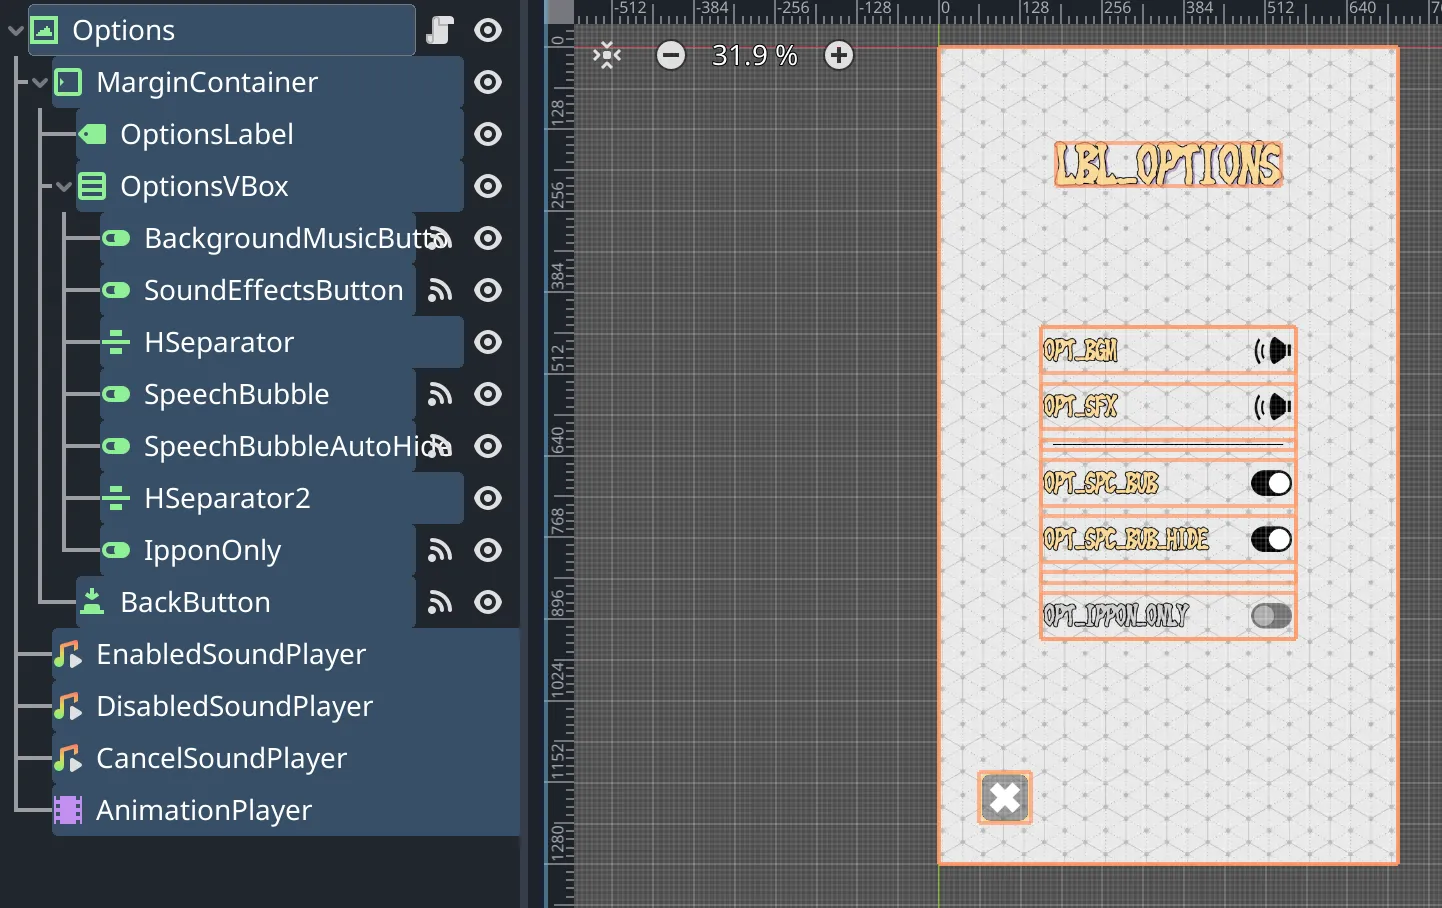 Options
MarginContainer
OptionsLabel
OptionsVBox
BackgroundMusicButto
SoundEffectsButton
HSeparator
SpeechBubble
SpeechBubbleAutoHide
HSeparator2
IpponOnly
BackButton
EnabledSoundPlayer
DisabledSoundPlayer
CancelSoundPlayer
AnimationPlayer
-512 -384 -256 -128 0 128 256 384 512 640
0 128 256 384 512 640 768 896 1024 1152 1280
31.9 %
LBL_OPTIONS
OPT_BGM
OPT_SFX
OPT_SPC_BUB
OPT_SPC_BUB_HIDE
OPT_IPPON_ONLY